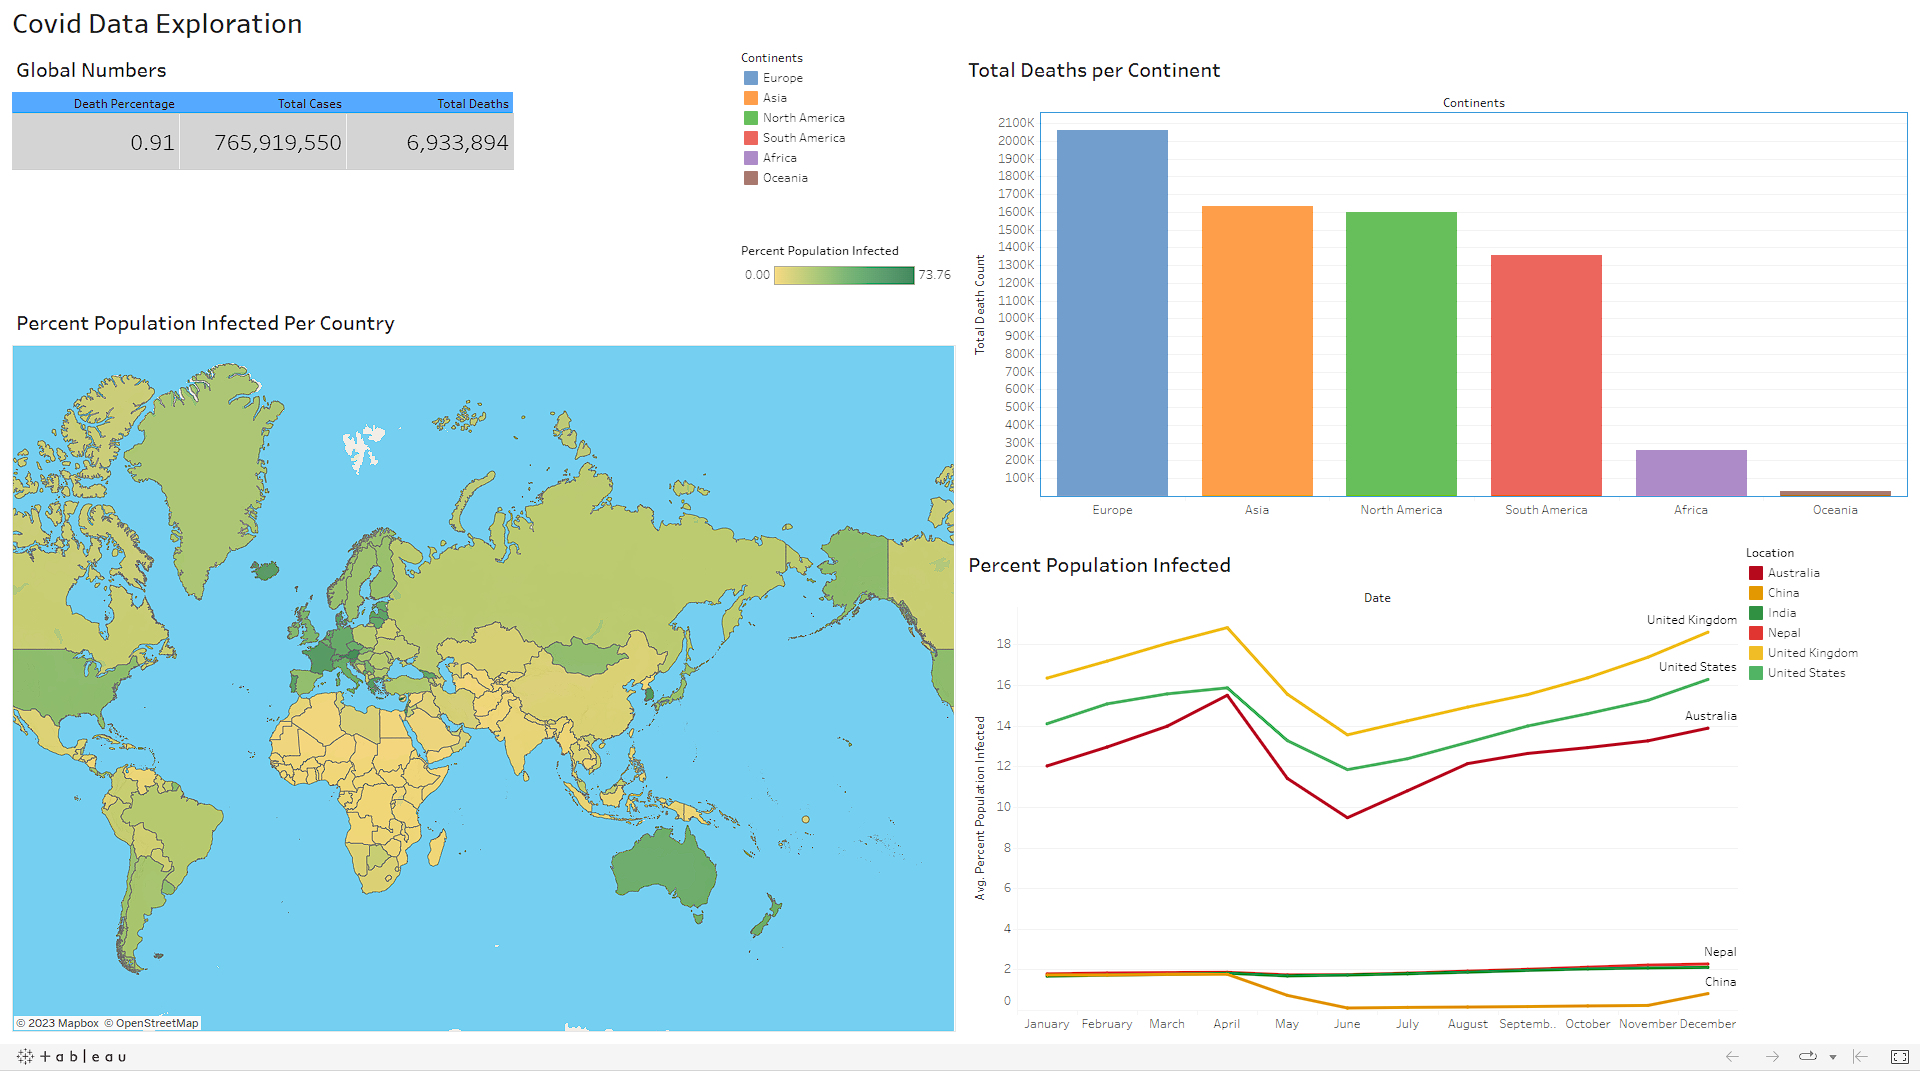 Covid Data Exploration
Global Numbers
Death Percentage Total Cases Total Deaths
0.91 765,919,550 6,933,894
Continents
Europe
Asia
North America
South America
Africa
Oceania
Percent Population Infected
0.00 73.76
Percent Population Infected Per Country
© 2023 Mapbox © OpenStreetMap
Total Deaths per Continent
Continents
Total Death Count
2100K
2000K
1900K
1800K
1700K
1600K
1500K
1400K
1300K
1200K
1100K
1000K
900K
800K
700K
600K
500K
400K
300K
200K
100K
Europe Asia North America South America Africa Oceania
Percent Population Infected
Date
Avg. Percent Population Infected
18
16
14
12
10
8
6
4
2
0
United Kingdom
United States
Australia
Nepal
China
January February March April May June July August Septemb.. October November December
Location
Australia
China
India
Nepal
United Kingdom
United States
+ a b | e a u